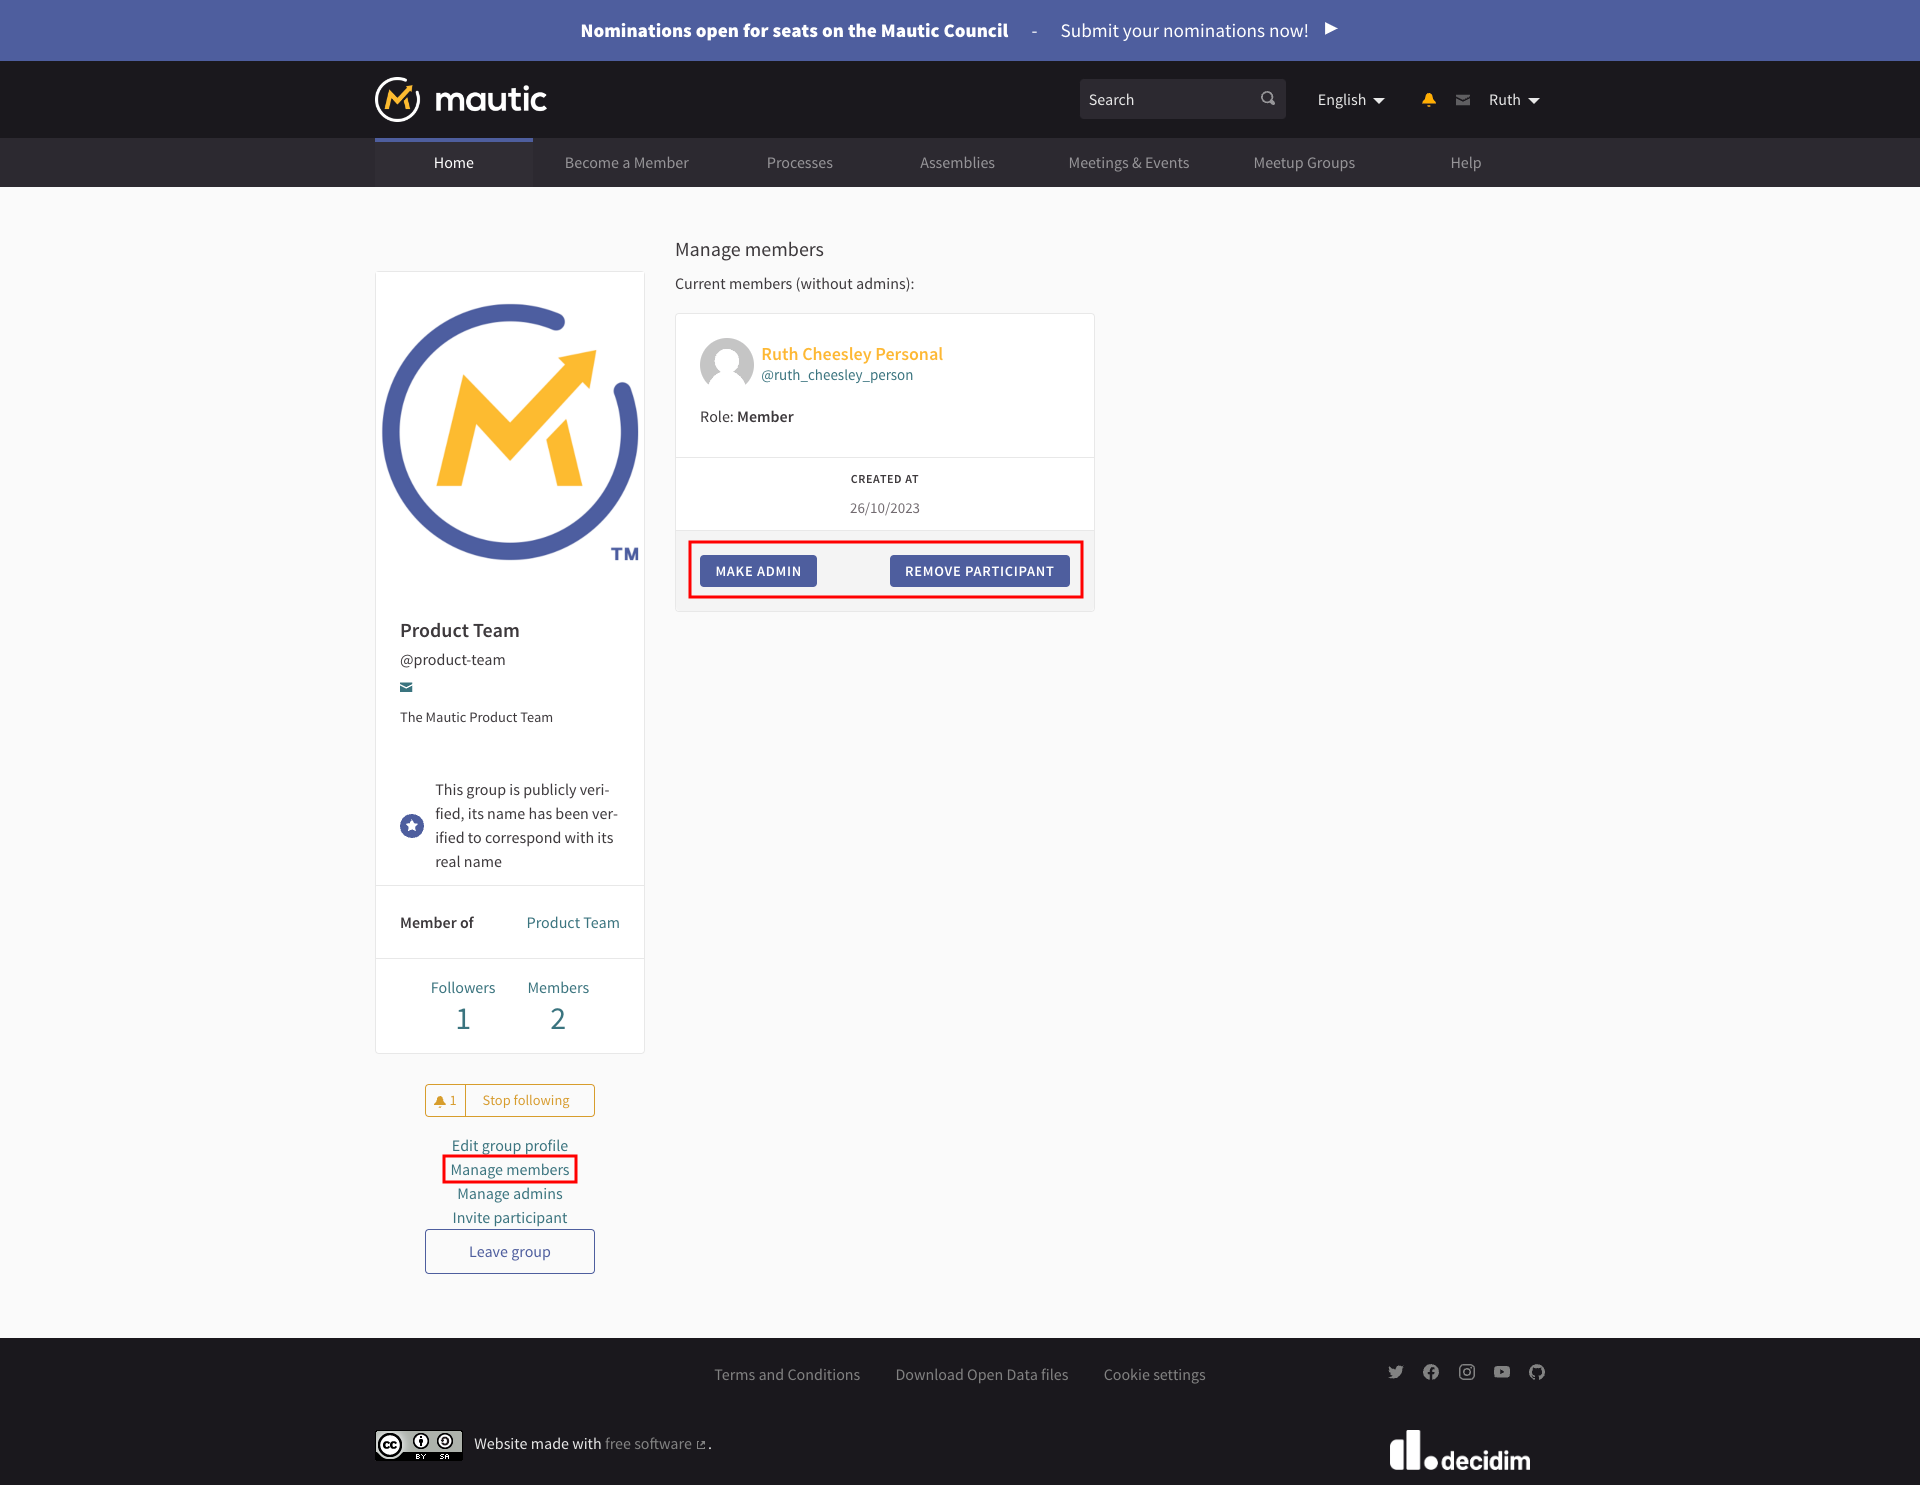 Nominations open for seats on the Mautic Council - Submit your nominations now!
mautic
Search
English
Ruth
Home
Become a Member
Processes
Assemblies
Meetings & Events
Meetup Groups
Help
Manage members
Current members (without admins):
Ruth Cheesley Personal
@ruth_cheesley_person
Role: Member
CREATED AT
26/10/2023
MAKE ADMIN
REMOVE PARTICIPANT
TM
Product Team
@product-team
The Mautic Product Team
This group is publicly veri-
fied, its name has been ver-
ified to correspond with its
real name
Member of
Product Team
Followers
Members
1
2
1
Stop following
Edit group profile
Manage members
Manage admins
Invite participant
Leave group
Terms and Conditions
Download Open Data files
Cookie settings
cc
BY SA
Website made with free software .
decidim